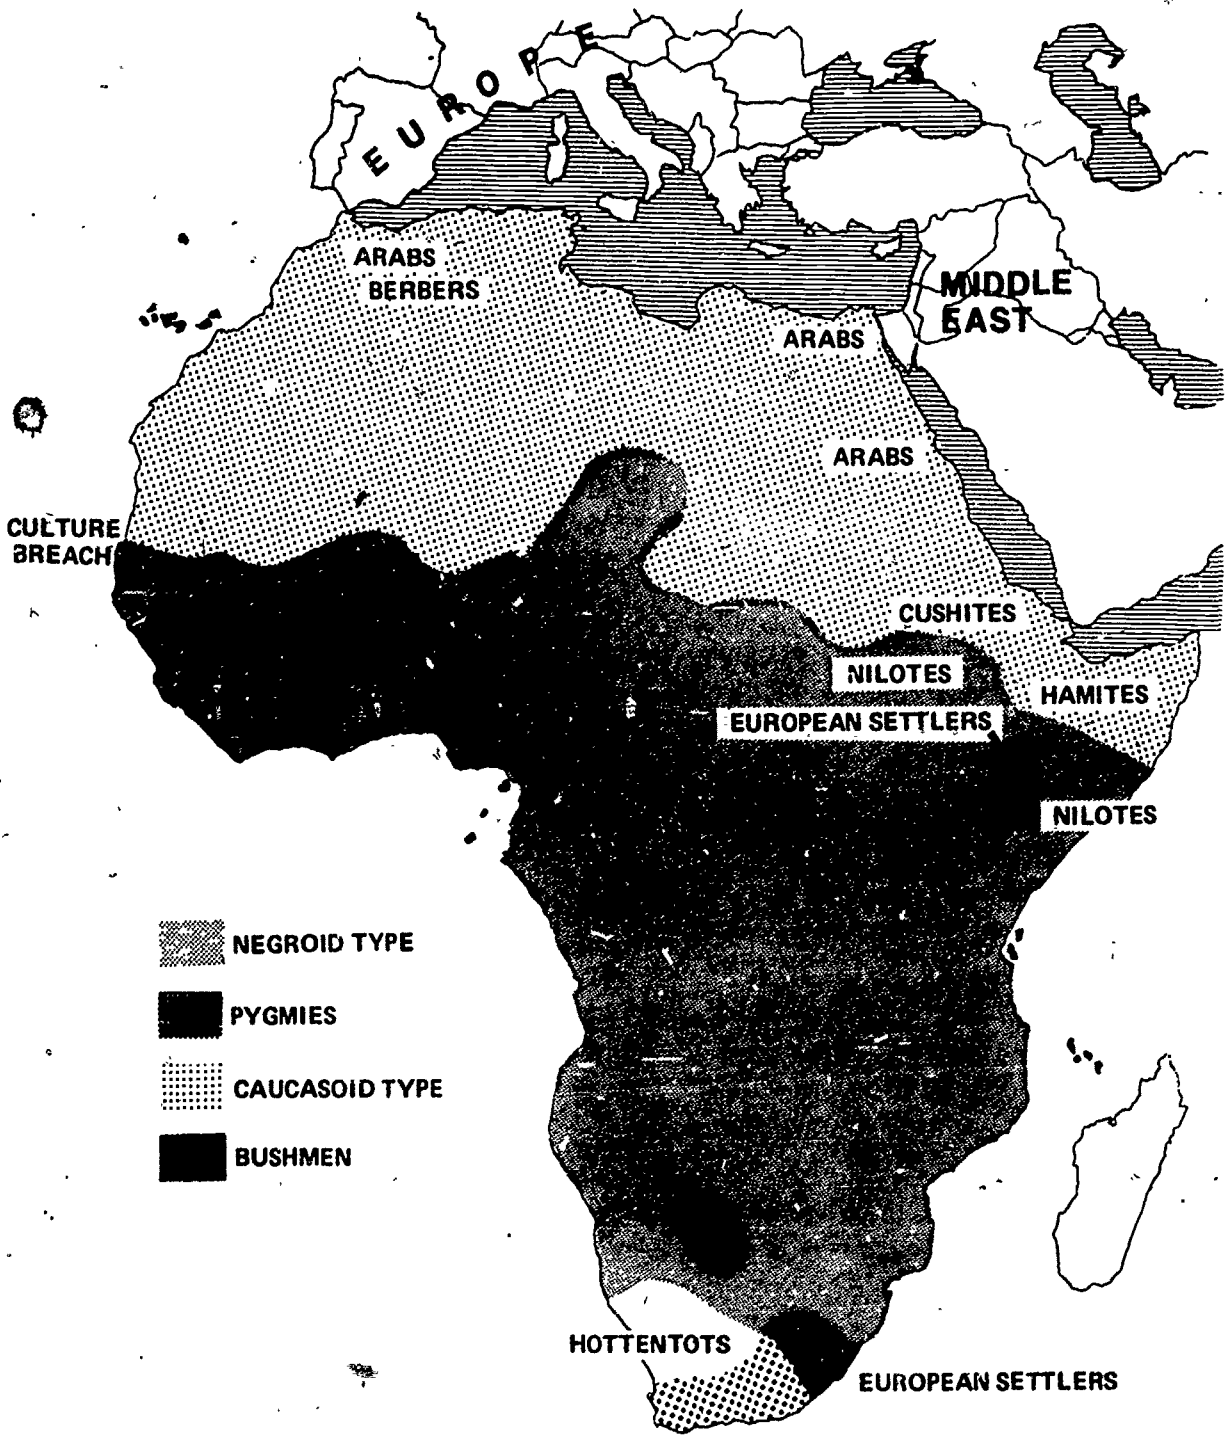 EUROPE
ARABS
BERBERS
MIDDLE
EAST
ARABS
ARABS
CULTURE
BREACH
CUSHITES
NILOTES
HAMITES
EUROPEAN SETTLERS
NILOTES
NEGROID TYPE
PYGMIES
CAUCASOID TYPE
BUSHMEN
HOTTENTOTS
EUROPEAN SETTLERS